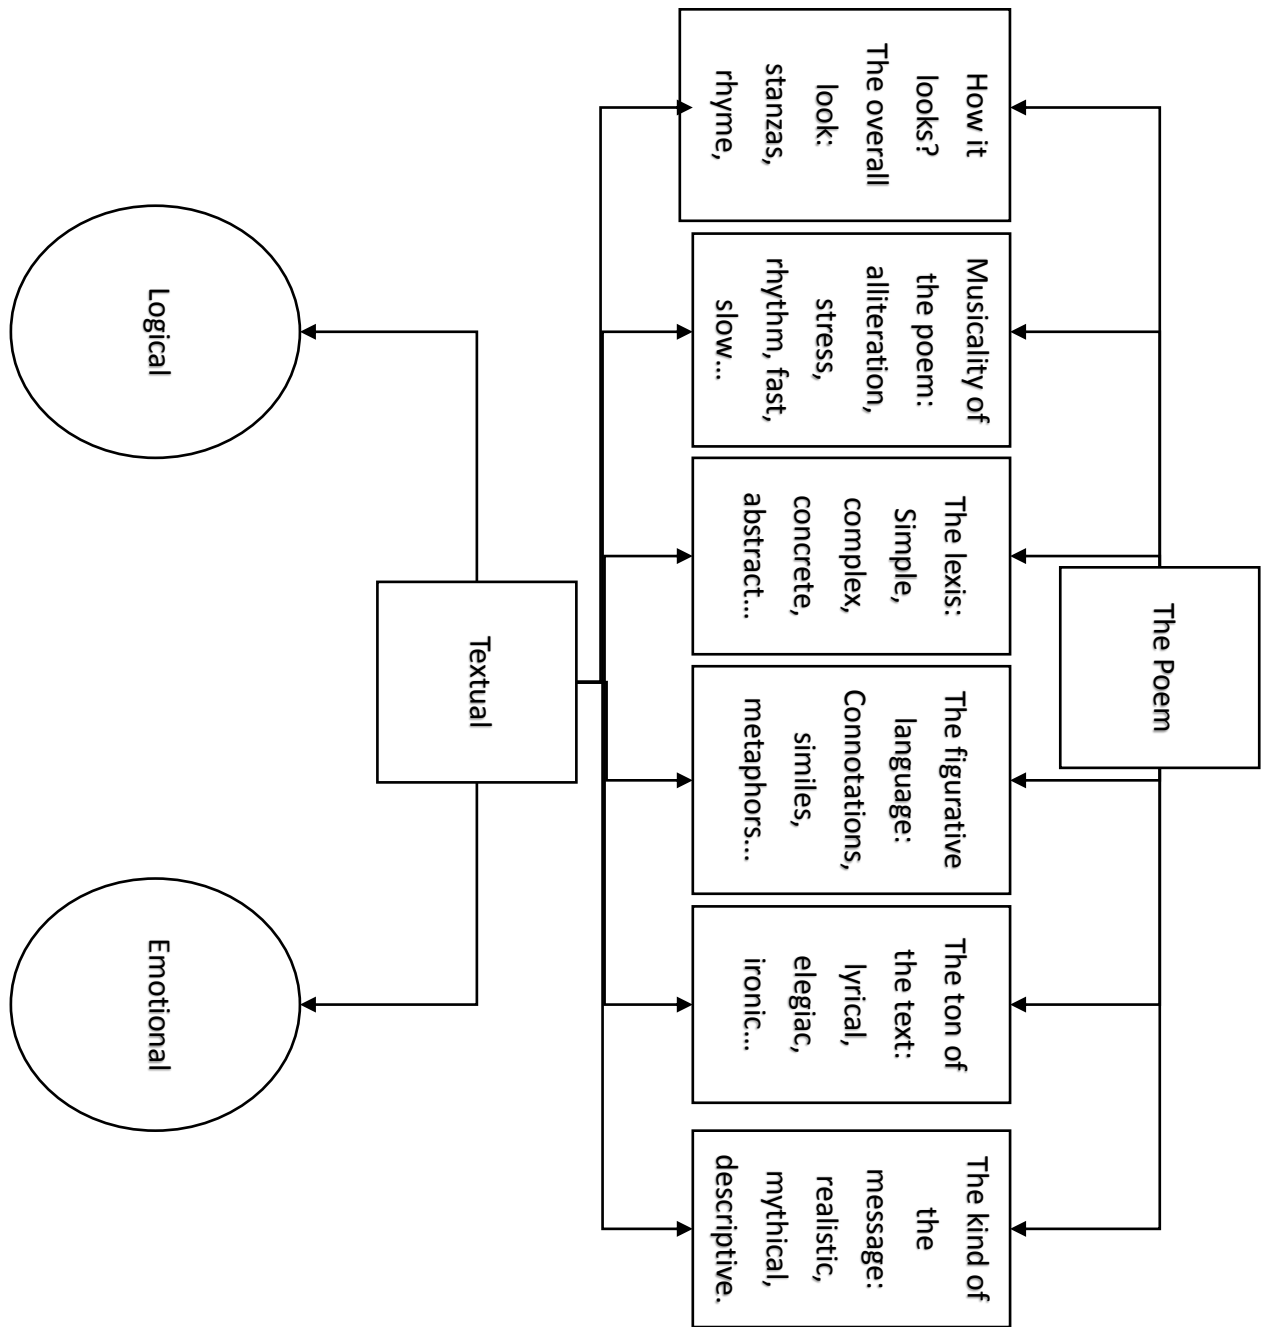 The Poem
How it
looks?
The overall
look:
stanzas,
rhyme,
Musicality of
the poem:
alliteration,
stress,
rhythm, fast,
slow...
The lexis:
Simple,
complex,
concrete,
abstract...
The figurative
language:
Connotations,
similes,
metaphors...
The ton of
the text:
lyrical,
elegiac,
ironic...
The kind of
the
message:
realistic,
mythical,
descriptive.
Textual
Logical
Emotional